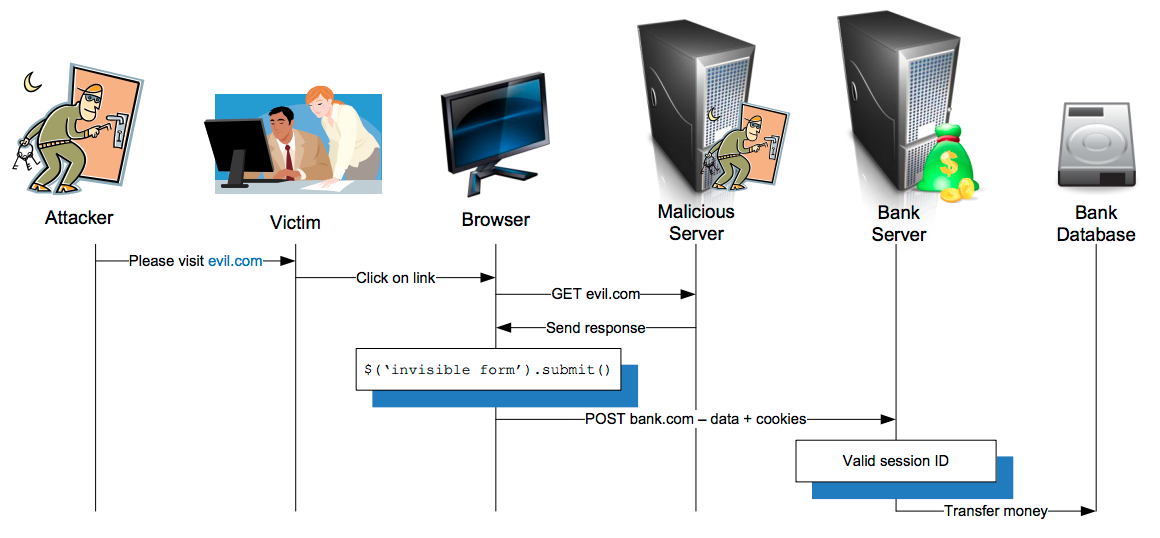 Attacker
Victim
Browser
Malicious
Server
Bank
Server
Bank
Database
Please visit evil.com
Click on link
GET evil.com
Send response
$(‘invisible form’).submit()
POST bank.com – data + cookies
Valid session ID
Transfer money
$